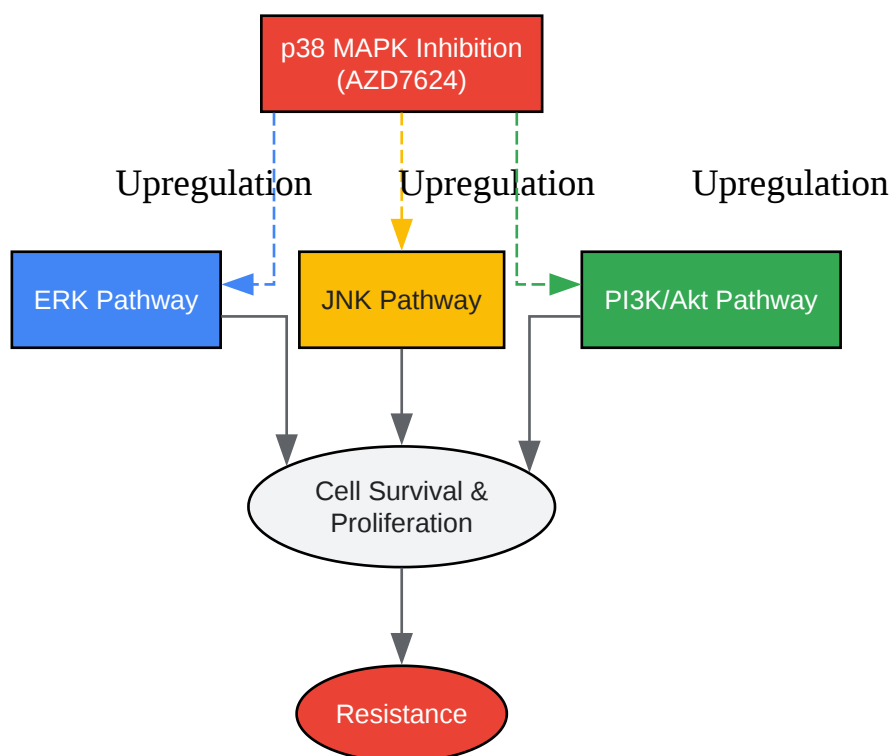 p38 MAPK Inhibition
(AZD7624)
Upregulation
Upregulation
Upregulation
ERK Pathway
JNK Pathway
PI3K/Akt Pathway
Cell Survival &
Proliferation
Resistance